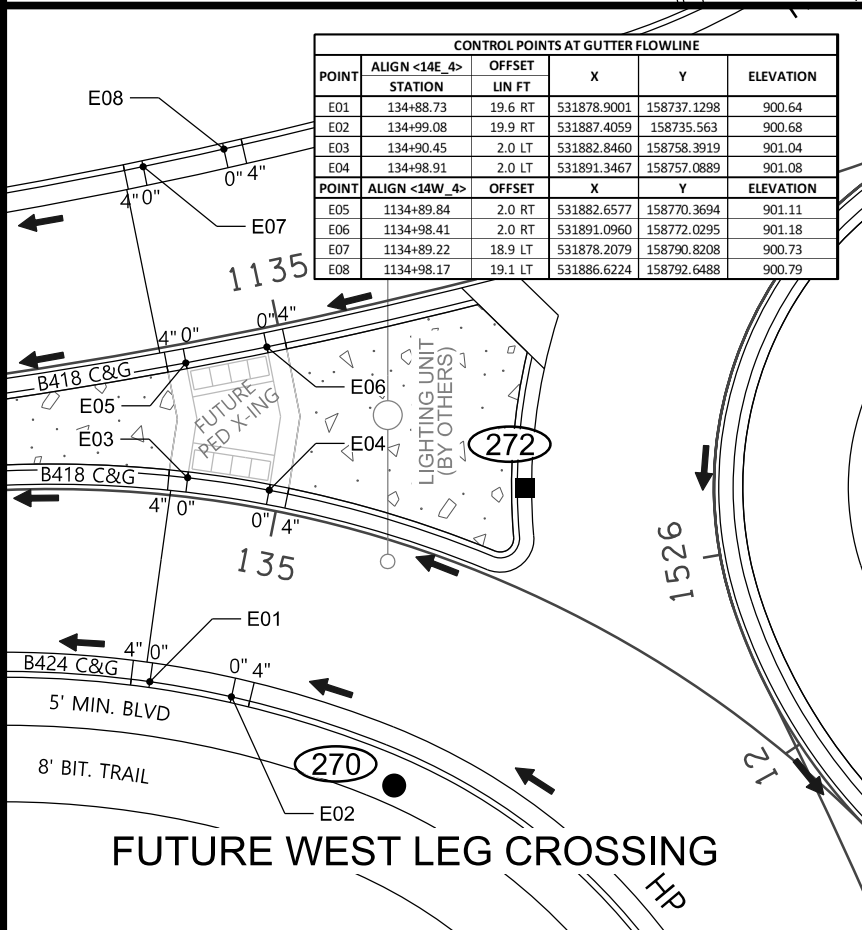 CONTROL POINTS AT GUTTER FLOWLINE
POINT ALIGN <14E_4> OFFSET X Y ELEVATION
STATION LIN FT
E01 134+88.73 19.6 RT 531878.9001 158737.1298 900.64
E02 134+99.08 19.9 RT 531887.4059 158735.563 900.68
E03 134+90.45 2.0 LT 531882.8460 158758.3919 901.04
E04 134+98.91 2.0 LT 531891.3467 158757.0889 901.08
POINT ALIGN <14W_4> OFFSET X Y ELEVATION
E05 1134+89.84 2.0 RT 531882.6577 158770.3694 901.11
E06 1134+98.41 2.0 RT 531891.0960 158772.0295 901.18
E07 1134+89.22 18.9 LT 531878.2079 158790.8208 900.73
E08 1134+98.17 19.1 LT 531886.6224 158792.6488 900.79
E08
0" 4"
4" 0"
E07
1135
0" 4"
4" 0"
B418 C&G
E05
E06
FUTURE
PED X-ING
LIGHTING UNIT
(BY OTHERS)
E03
E04
272
B418 C&G
4" 0"
0" 4"
135
1526
E01
4" 0"
0" 4"
B424 C&G
5' MIN. BLVD
8' BIT. TRAIL
270
12
E02
FUTURE WEST LEG CROSSING
HP